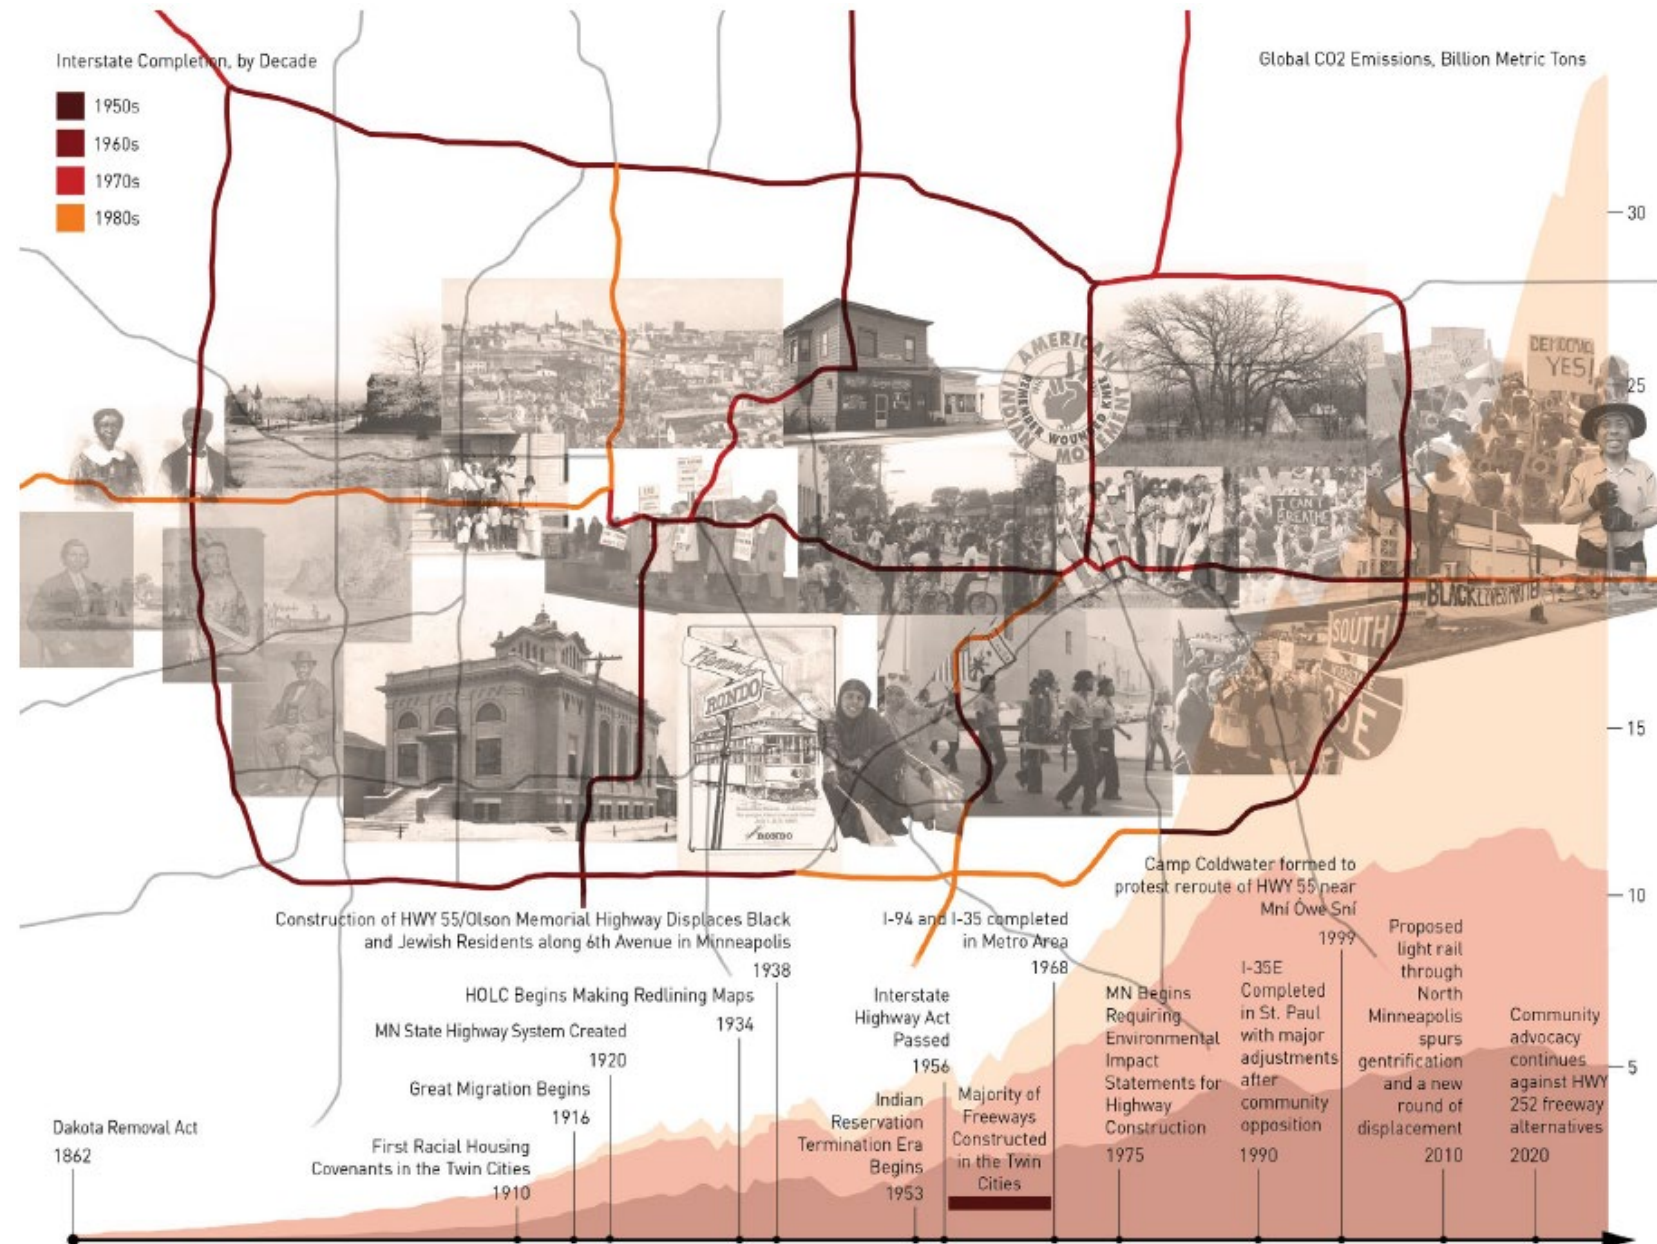 Interstate Completion, by Decade
1950s
1960s
1970s
1980s
Global CO2 Emissions, Billion Metric Tons
30
25
15
10
5
AMERICAN
INDIAN
MOVEMENT
REMEMBER WOUNDED KNEE
DEMOCRACY
YES!
I CAN'T
BREATHE
BLACK LIVES MATTER
SOUTH
INTERSTATE
35E
Remember
RONDO
RONDO
Construction of HWY 55/Olson Memorial Highway Displaces Black
and Jewish Residents along 6th Avenue in Minneapolis
1938
HOLC Begins Making Redlining Maps
1934
MN State Highway System Created
1920
Great Migration Begins
1916
First Racial Housing
Covenants in the Twin Cities
1910
Dakota Removal Act
1862
I-94 and I-35 completed
in Metro Area
1968
Interstate
Highway Act
Passed
1956
Indian
Reservation
Termination Era
Begins
1953
Majority of
Freeways
Constructed
in the Twin
Cities
Camp Coldwater formed to
protest reroute of HWY 55 near
Mní Ówe Sní
1999
MN Begins
Requiring
Environmental
Impact
Statements for
Highway
Construction
1975
I-35E
Completed
in St. Paul
with major
adjustments
after
community
opposition
1990
Proposed
light rail
through
North
Minneapolis
spurs
gentrification
and a new
round of
displacement
2010
Community
advocacy
continues
against HWY
252 freeway
alternatives
2020